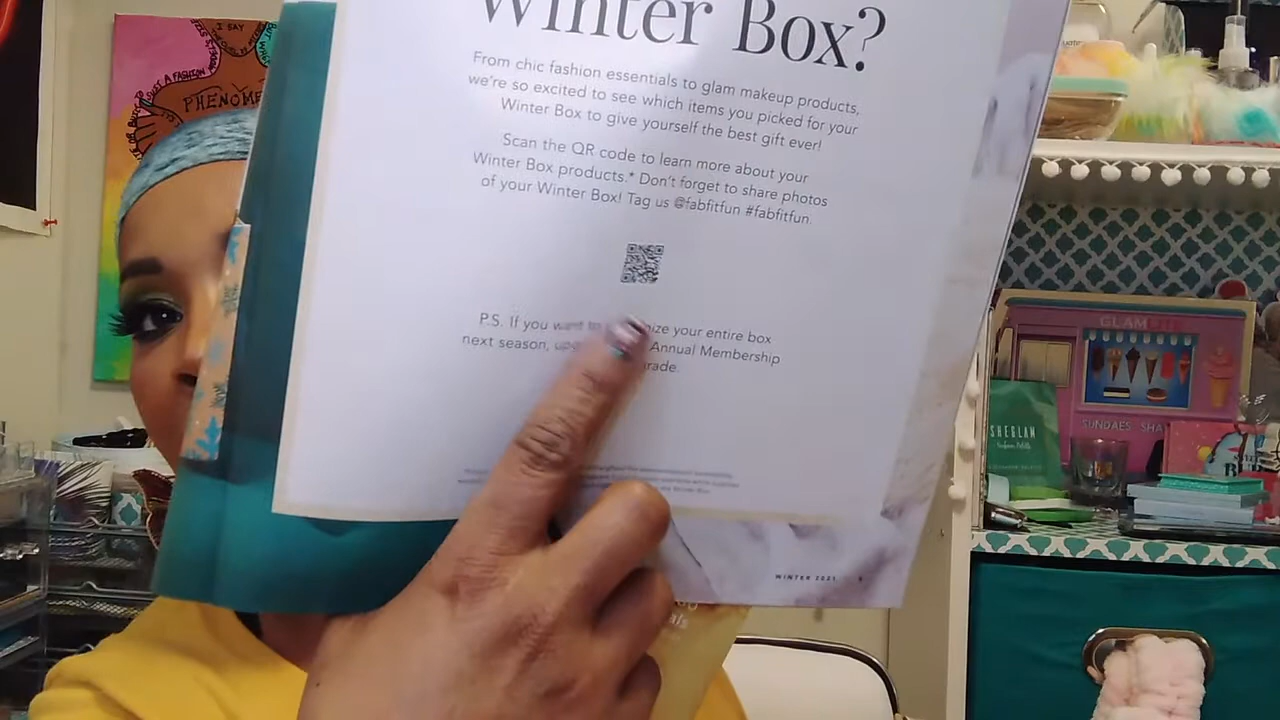 Winter Box?
From chic fashion essentials to glam makeup products,
we're so excited to see which items you picked for your
Winter Box to give yourself the best gift ever!
Scan the QR code to learn more about your
Winter Box products.* Don't forget to share photos
of your Winter Box! Tag us @fabfitfun #fabfitfun.
P.S. If you want to ize your entire box
next season, Annual Membership
rade.
WINTER 2021
I SAY
PHENOME
GLAMLITE
SUNDAES
SHEGLAM